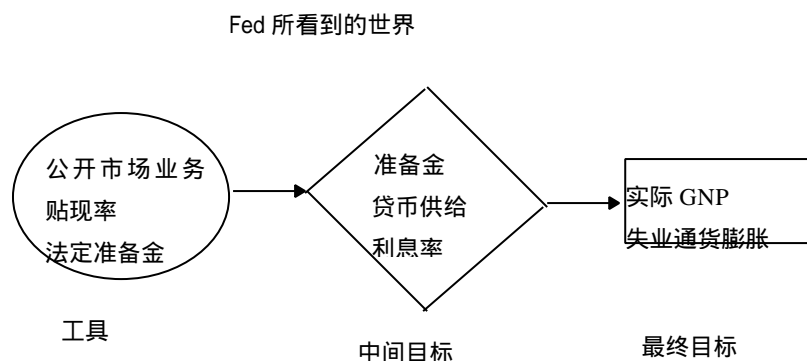 Fed 所看到的世界
公开市场业务
贴现率
法定准备金
准备金
货币供给
利息率
实际 GNP
失业通货膨胀
工具
中间目标
最终目标